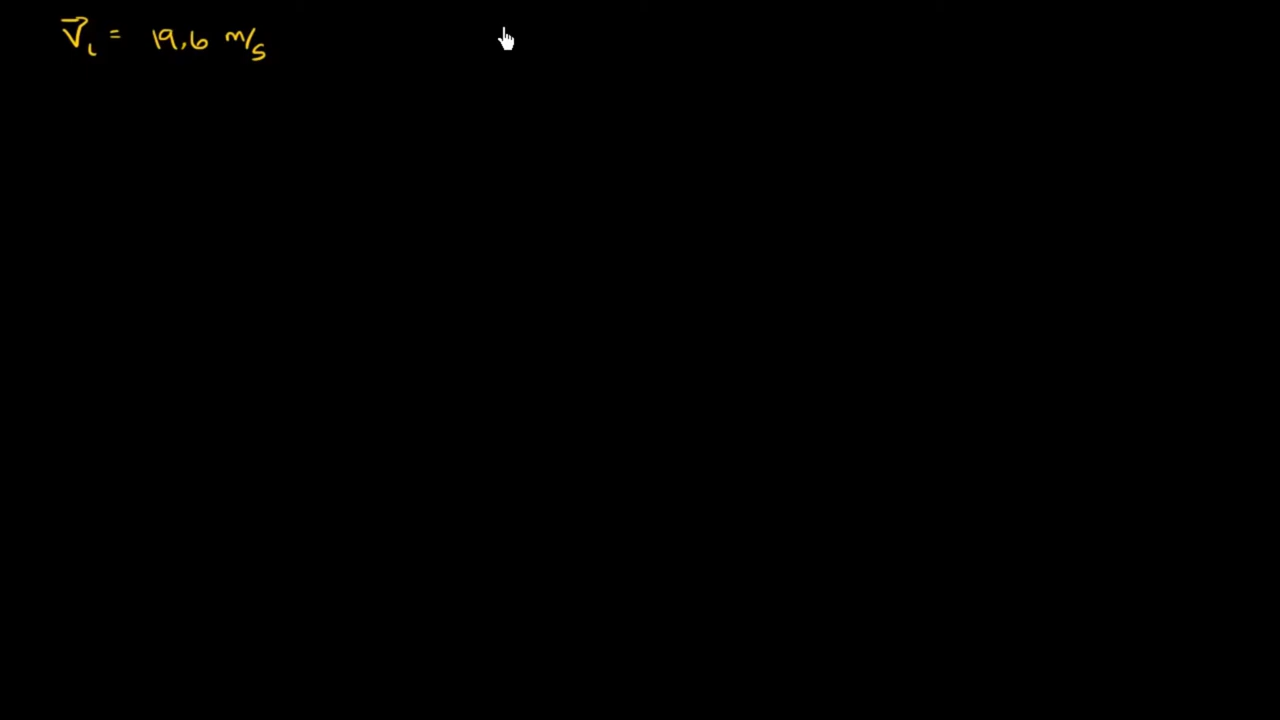 v⃗ᵢ = 19.6 m/s